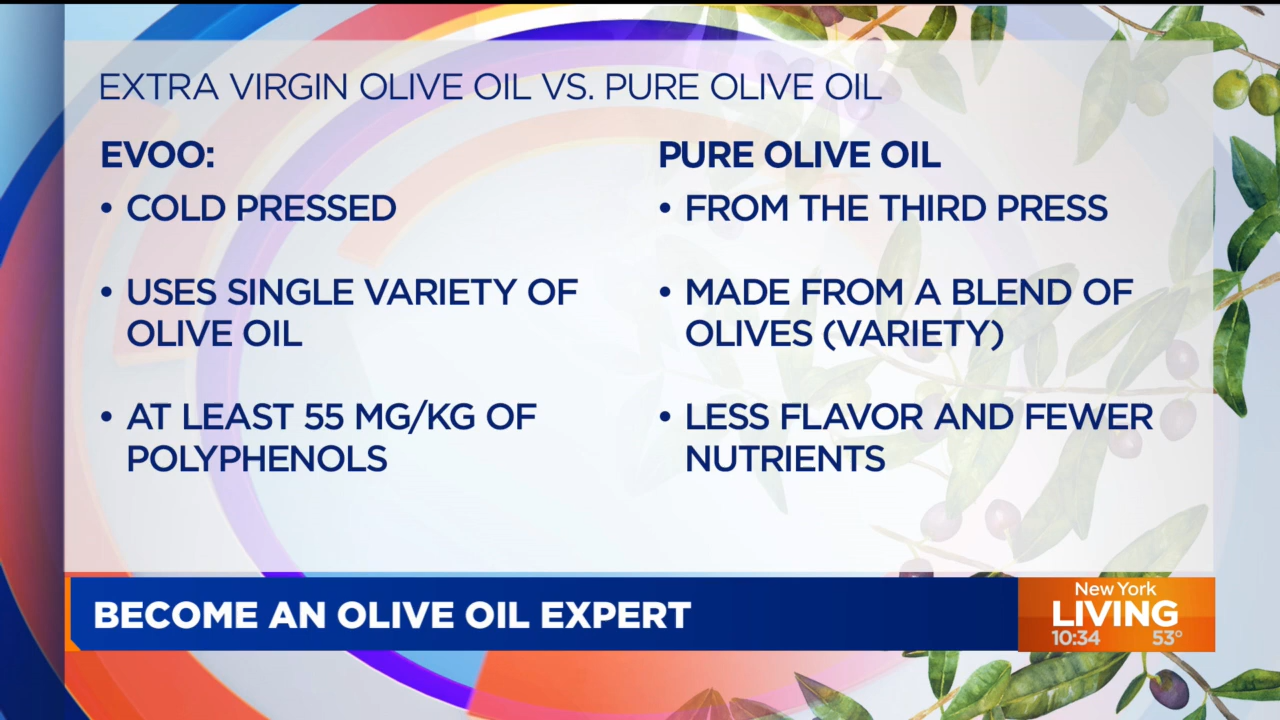 EXTRA VIRGIN OLIVE OIL VS. PURE OLIVE OIL
EVOO:
• COLD PRESSED
• USES SINGLE VARIETY OF
OLIVE OIL
• AT LEAST 55 MG/KG OF
POLYPHENOLS
PURE OLIVE OIL
• FROM THE THIRD PRESS
• MADE FROM A BLEND OF
OLIVES (VARIETY)
• LESS FLAVOR AND FEWER
NUTRIENTS
BECOME AN OLIVE OIL EXPERT
New York
LIVING
10:34 53°